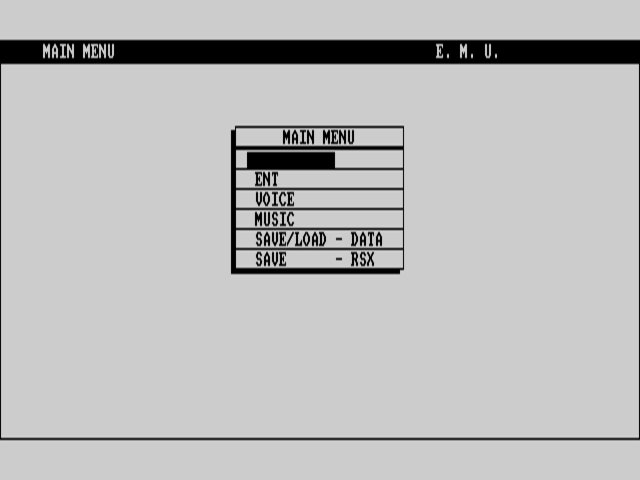 MAIN MENU E. M. U.
MAIN MENU
ENT
VOICE
MUSIC
SAVE/LOAD - DATA
SAVE - RSX